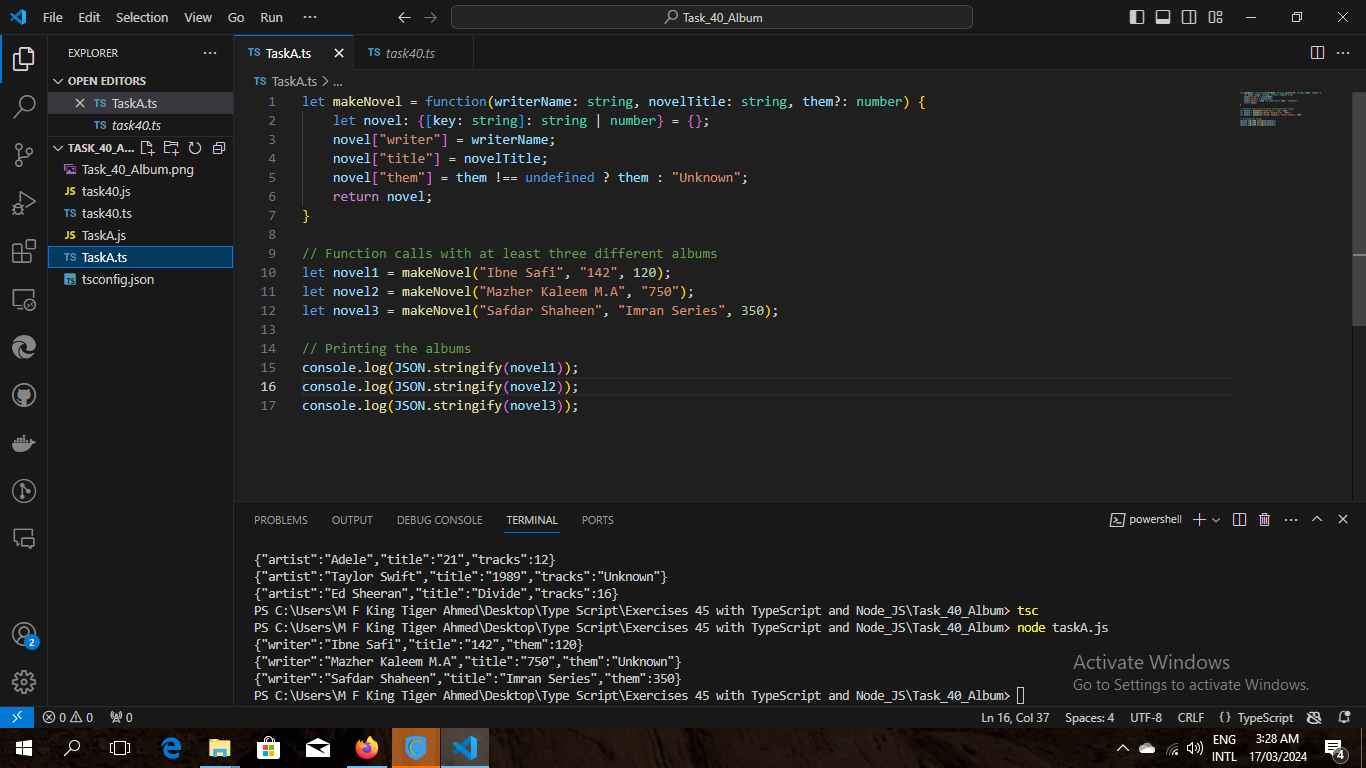 File Edit Selection View Go Run ··· Task_40_Album
EXPLORER ···
OPEN EDITORS
TS TaskA.ts
TS task40.ts
TASK_40_A...
Task_40_Album.png
JS task40.js
TS task40.ts
JS TaskA.js
TS TaskA.ts
tsconfig.json
2
TS TaskA.ts TS task40.ts ···
TS TaskA.ts > ...
1 let makeNovel = function(writerName: string, novelTitle: string, them?: number) {
2 let novel: {[key: string]: string | number} = {};
3 novel["writer"] = writerName;
4 novel["title"] = novelTitle;
5 novel["them"] = them !== undefined ? them : "Unknown";
6 return novel;
7 }
8
9 // Function calls with at least three different albums
10 let novel1 = makeNovel("Ibne Safi", "142", 120);
11 let novel2 = makeNovel("Mazher Kaleem M.A", "750");
12 let novel3 = makeNovel("Safdar Shaheen", "Imran Series", 350);
13
14 // Printing the albums
15 console.log(JSON.stringify(novel1));
16 console.log(JSON.stringify(novel2));
17 console.log(JSON.stringify(novel3));
PROBLEMS OUTPUT DEBUG CONSOLE TERMINAL PORTS powershell ···
{"artist":"Adele","title":"21","tracks":12}
{"artist":"Taylor Swift","title":"1989","tracks":"Unknown"}
{"artist":"Ed Sheeran","title":"Divide","tracks":16}
PS C:\Users\M F King Tiger Ahmed\Desktop\Type Script\Exercises 45 with TypeScript and Node_JS\Task_40_Album> tsc
PS C:\Users\M F King Tiger Ahmed\Desktop\Type Script\Exercises 45 with TypeScript and Node_JS\Task_40_Album> node taskA.js
{"writer":"Ibne Safi","title":"142","them":120}
{"writer":"Mazher Kaleem M.A","title":"750","them":"Unknown"}
{"writer":"Safdar Shaheen","title":"Imran Series","them":350}
PS C:\Users\M F King Tiger Ahmed\Desktop\Type Script\Exercises 45 with TypeScript and Node_JS\Task_40_Album>
Activate Windows
Go to Settings to activate Windows.
0 0 0 Ln 16, Col 37 Spaces: 4 UTF-8 CRLF {} TypeScript
ENG 3:28 AM
INTL 17/03/2024 4